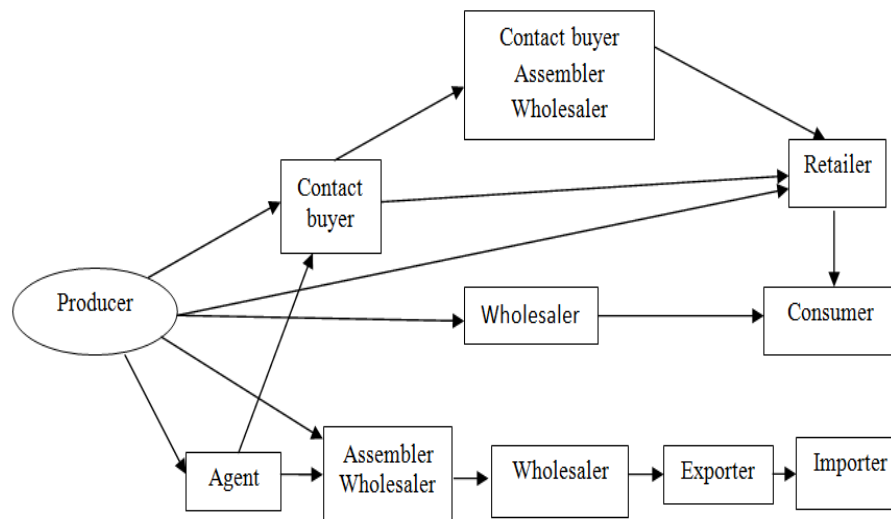 Contact buyer
Assembler
Wholesaler
Retailer
Contact
buyer
Producer
Wholesaler
Consumer
Agent
Assembler
Wholesaler
Wholesaler
Exporter
Importer